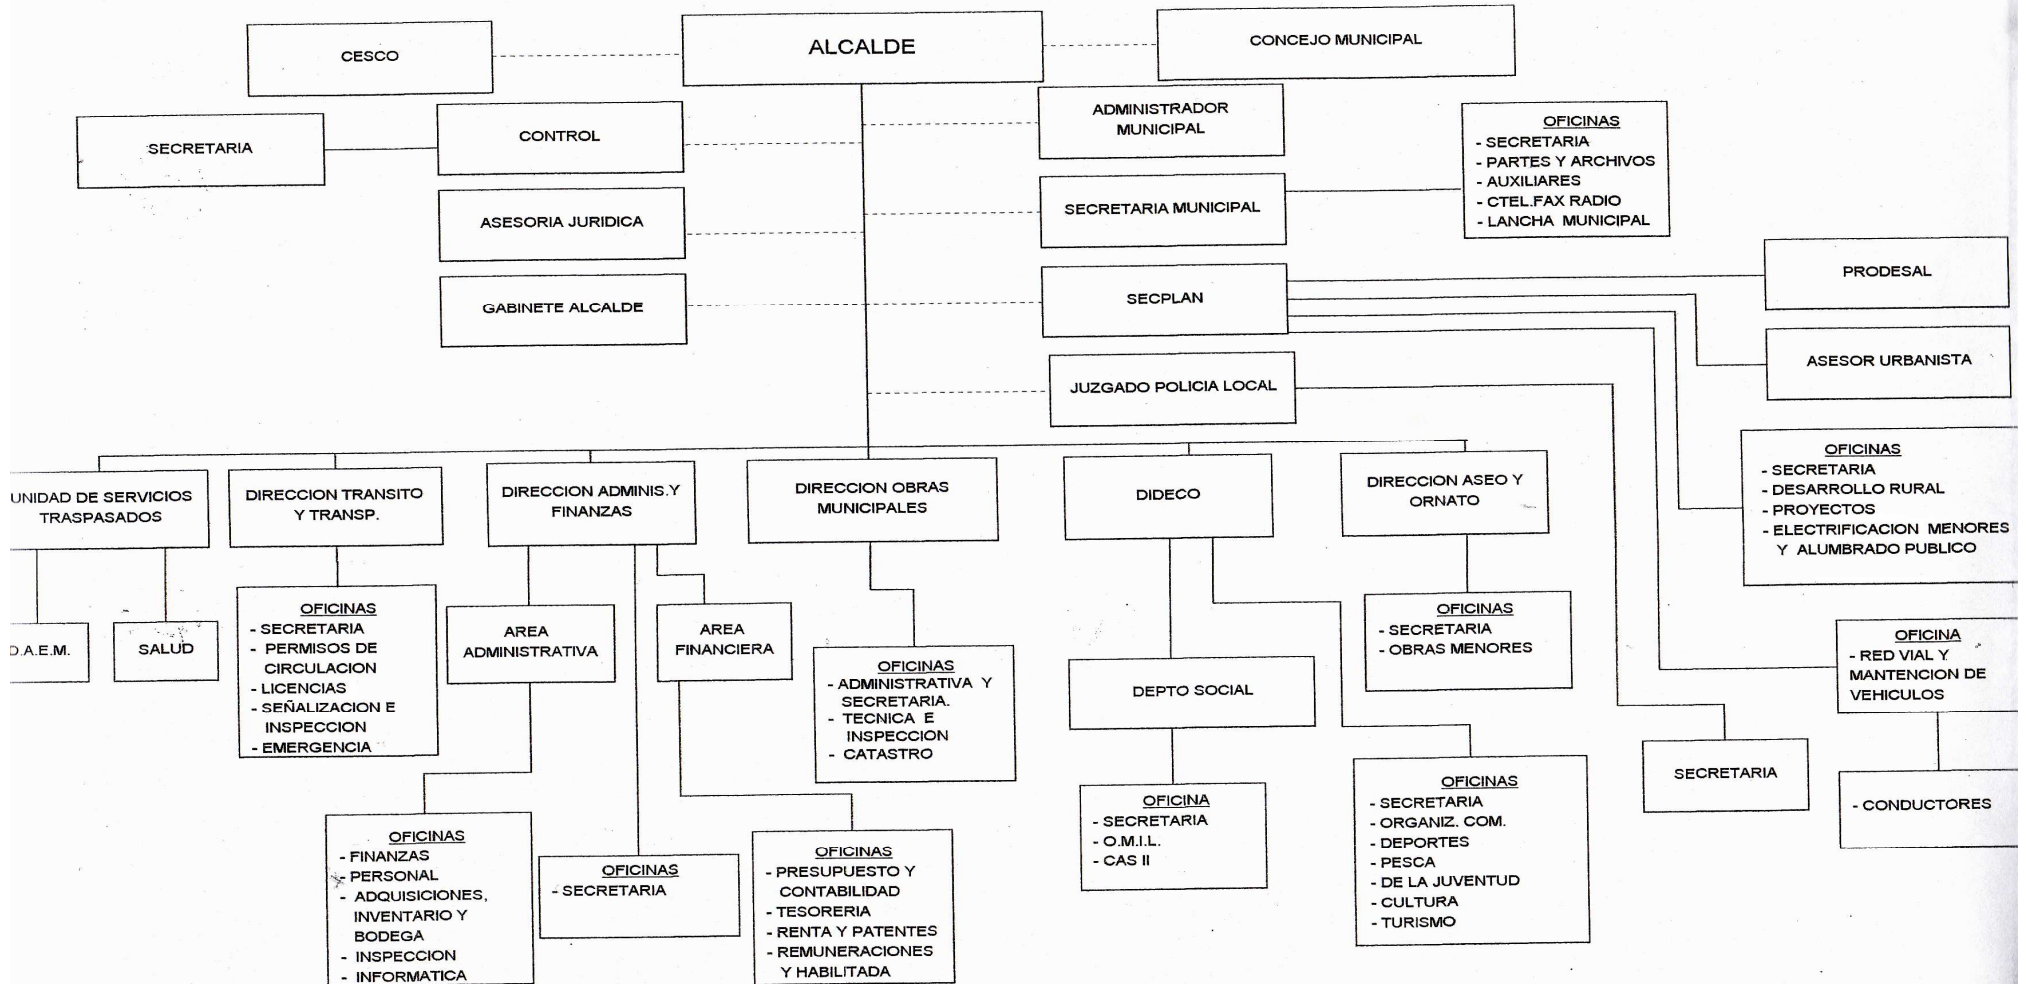 CESCO
ALCALDE
CONCEJO MUNICIPAL
SECRETARIA
CONTROL
ADMINISTRADOR
MUNICIPAL
OFICINAS
- SECRETARIA
- PARTES Y ARCHIVOS
- AUXILIARES
- CTEL.FAX RADIO
- LANCHA MUNICIPAL
ASESORIA JURIDICA
SECRETARIA MUNICIPAL
GABINETE ALCALDE
SECPLAN
PRODESAL
ASESOR URBANISTA
JUZGADO POLICIA LOCAL
OFICINAS
- SECRETARIA
- DESARROLLO RURAL
- PROYECTOS
- ELECTRIFICACION MENORES
Y ALUMBRADO PUBLICO
UNIDAD DE SERVICIOS
TRASPASADOS
DIRECCION TRANSITO
Y TRANSP.
DIRECCION ADMINIS.Y
FINANZAS
DIRECCION OBRAS
MUNICIPALES
DIDECO
DIRECCION ASEO Y
ORNATO
D.A.E.M.
SALUD
OFICINAS
- SECRETARIA
- PERMISOS DE
CIRCULACION
- LICENCIAS
- SEÑALIZACION E
INSPECCION
- EMERGENCIA
AREA
ADMINISTRATIVA
AREA
FINANCIERA
OFICINAS
- ADMINISTRATIVA Y
SECRETARIA.
- TECNICA E
INSPECCION
- CATASTRO
DEPTO SOCIAL
OFICINAS
- SECRETARIA
- OBRAS MENORES
OFICINA
- RED VIAL Y
MANTENCION DE
VEHICULOS
SECRETARIA
- CONDUCTORES
OFICINAS
- FINANZAS
- PERSONAL
- ADQUISICIONES,
INVENTARIO Y
BODEGA
- INSPECCION
- INFORMATICA
OFICINAS
- SECRETARIA
OFICINAS
- PRESUPUESTO Y
CONTABILIDAD
- TESORERIA
- RENTA Y PATENTES
- REMUNERACIONES
Y HABILITADA
OFICINA
- SECRETARIA
- O.M.I.L.
- CAS II
OFICINAS
- SECRETARIA
- ORGANIZ. COM.
- DEPORTES
- PESCA
- DE LA JUVENTUD
- CULTURA
- TURISMO